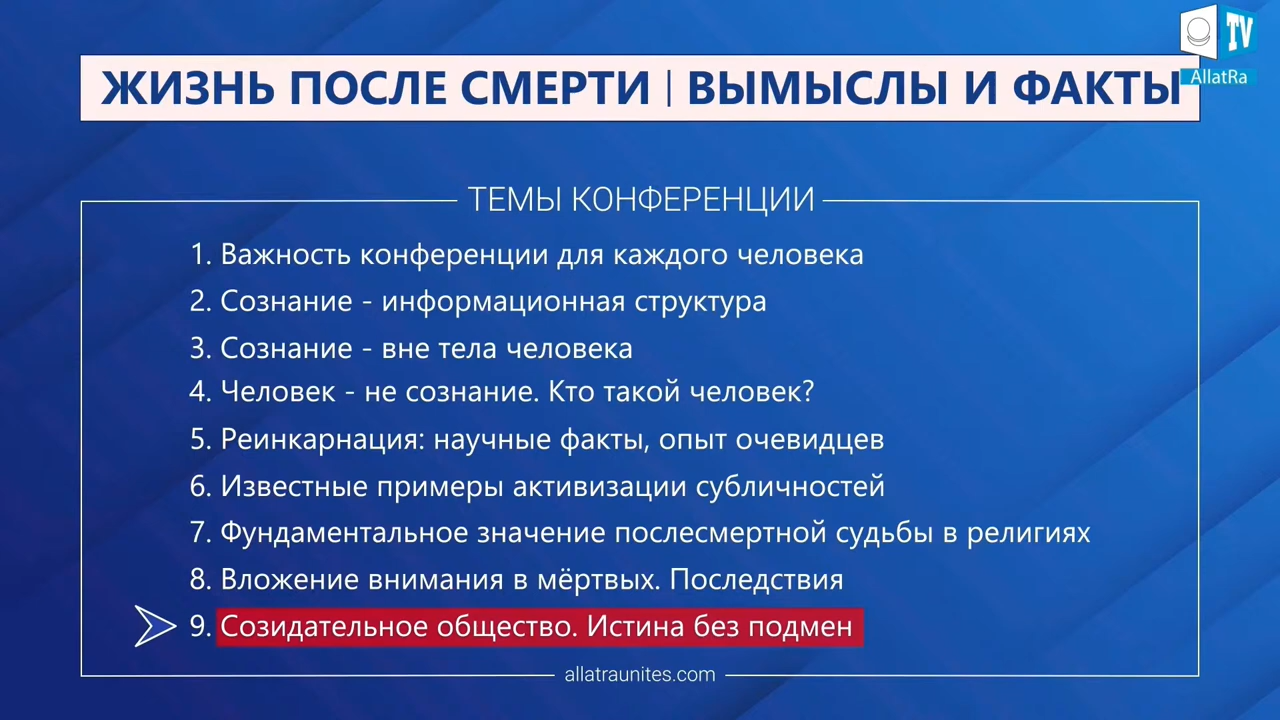 TV
AllatRa
ЖИЗНЬ ПОСЛЕ СМЕРТИ | ВЫМЫСЛЫ И ФАКТЫ
ТЕМЫ КОНФЕРЕНЦИИ
1. Важность конференции для каждого человека
2. Сознание - информационная структура
3. Сознание - вне тела человека
4. Человек - не сознание. Кто такой человек?
5. Реинкарнация: научные факты, опыт очевидцев
6. Известные примеры активизации субличностей
7. Фундаментальное значение послесмертной судьбы в религиях
8. Вложение внимания в мёртвых. Последствия
9. Созидательное общество. Истина без подмен
allatraunites.com